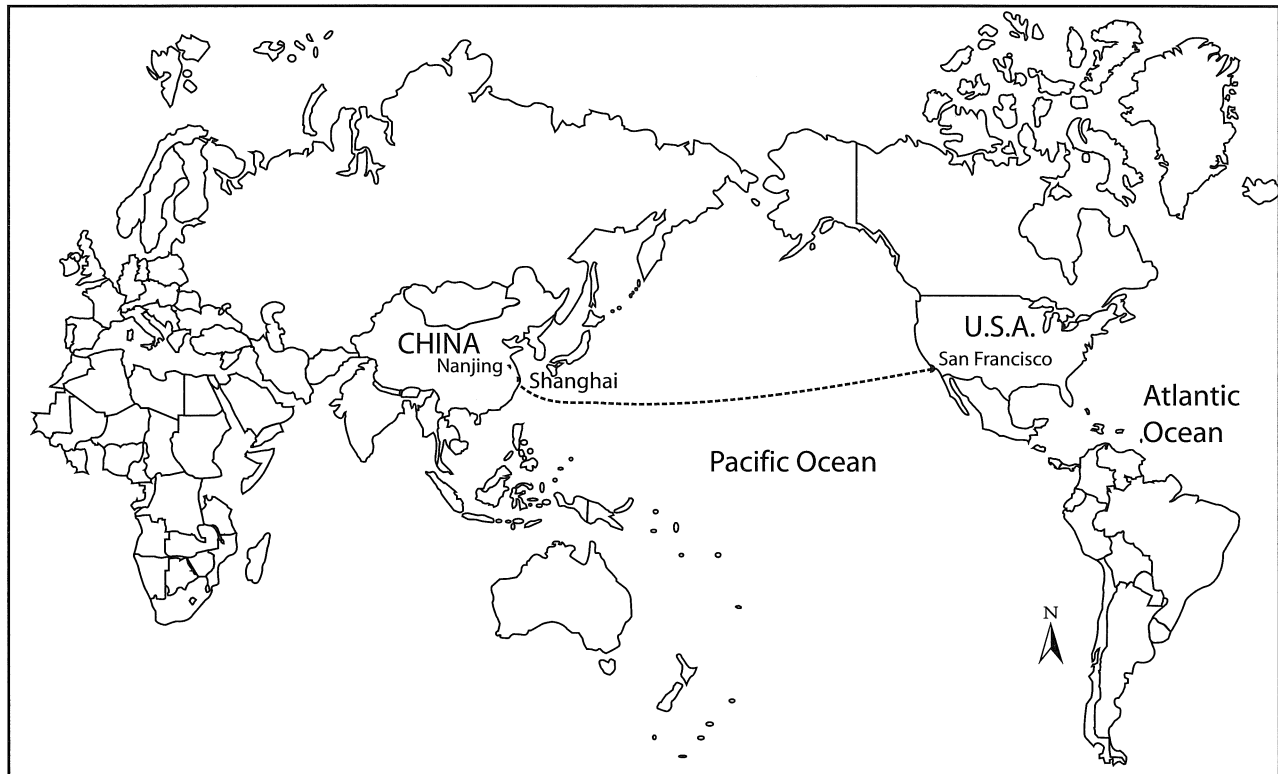 CHINA
Nanjing
Shanghai
U.S.A.
San Francisco
Atlantic
Ocean
Pacific Ocean
N